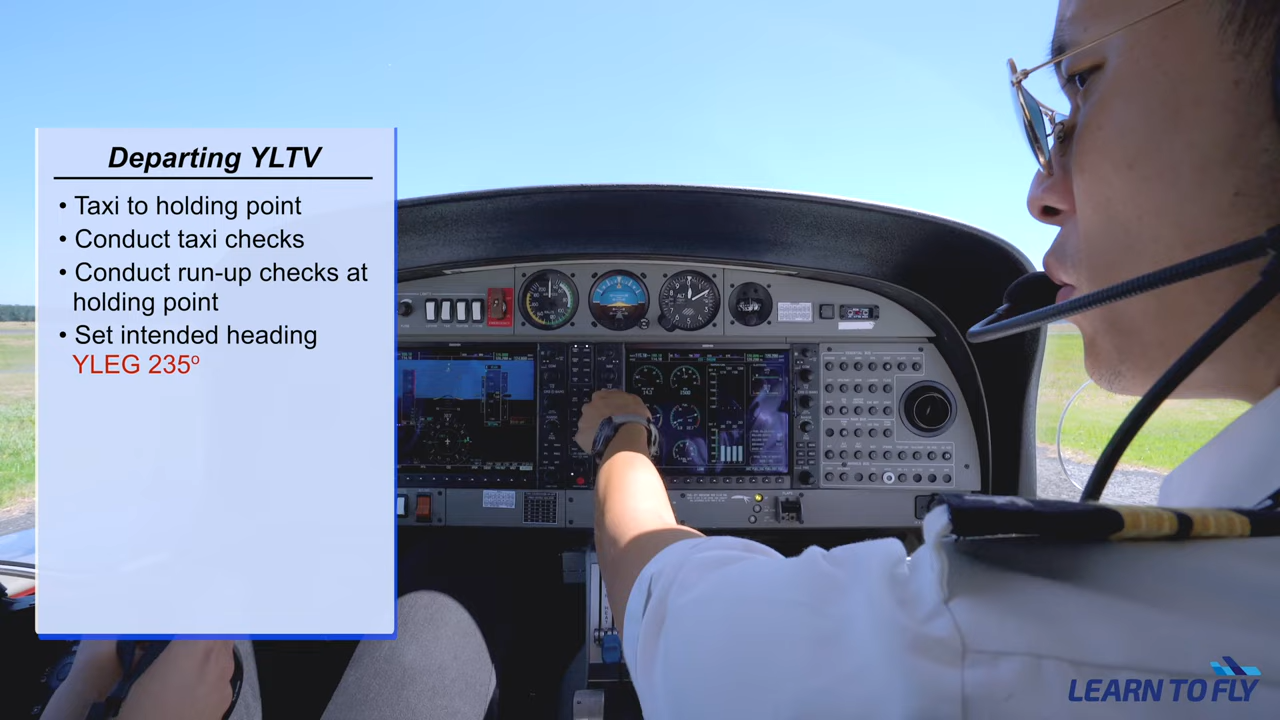 Departing YLTV
• Taxi to holding point
• Conduct taxi checks
• Conduct run-up checks at
holding point
• Set intended heading
YLEG 235º
LEARN TO FLY